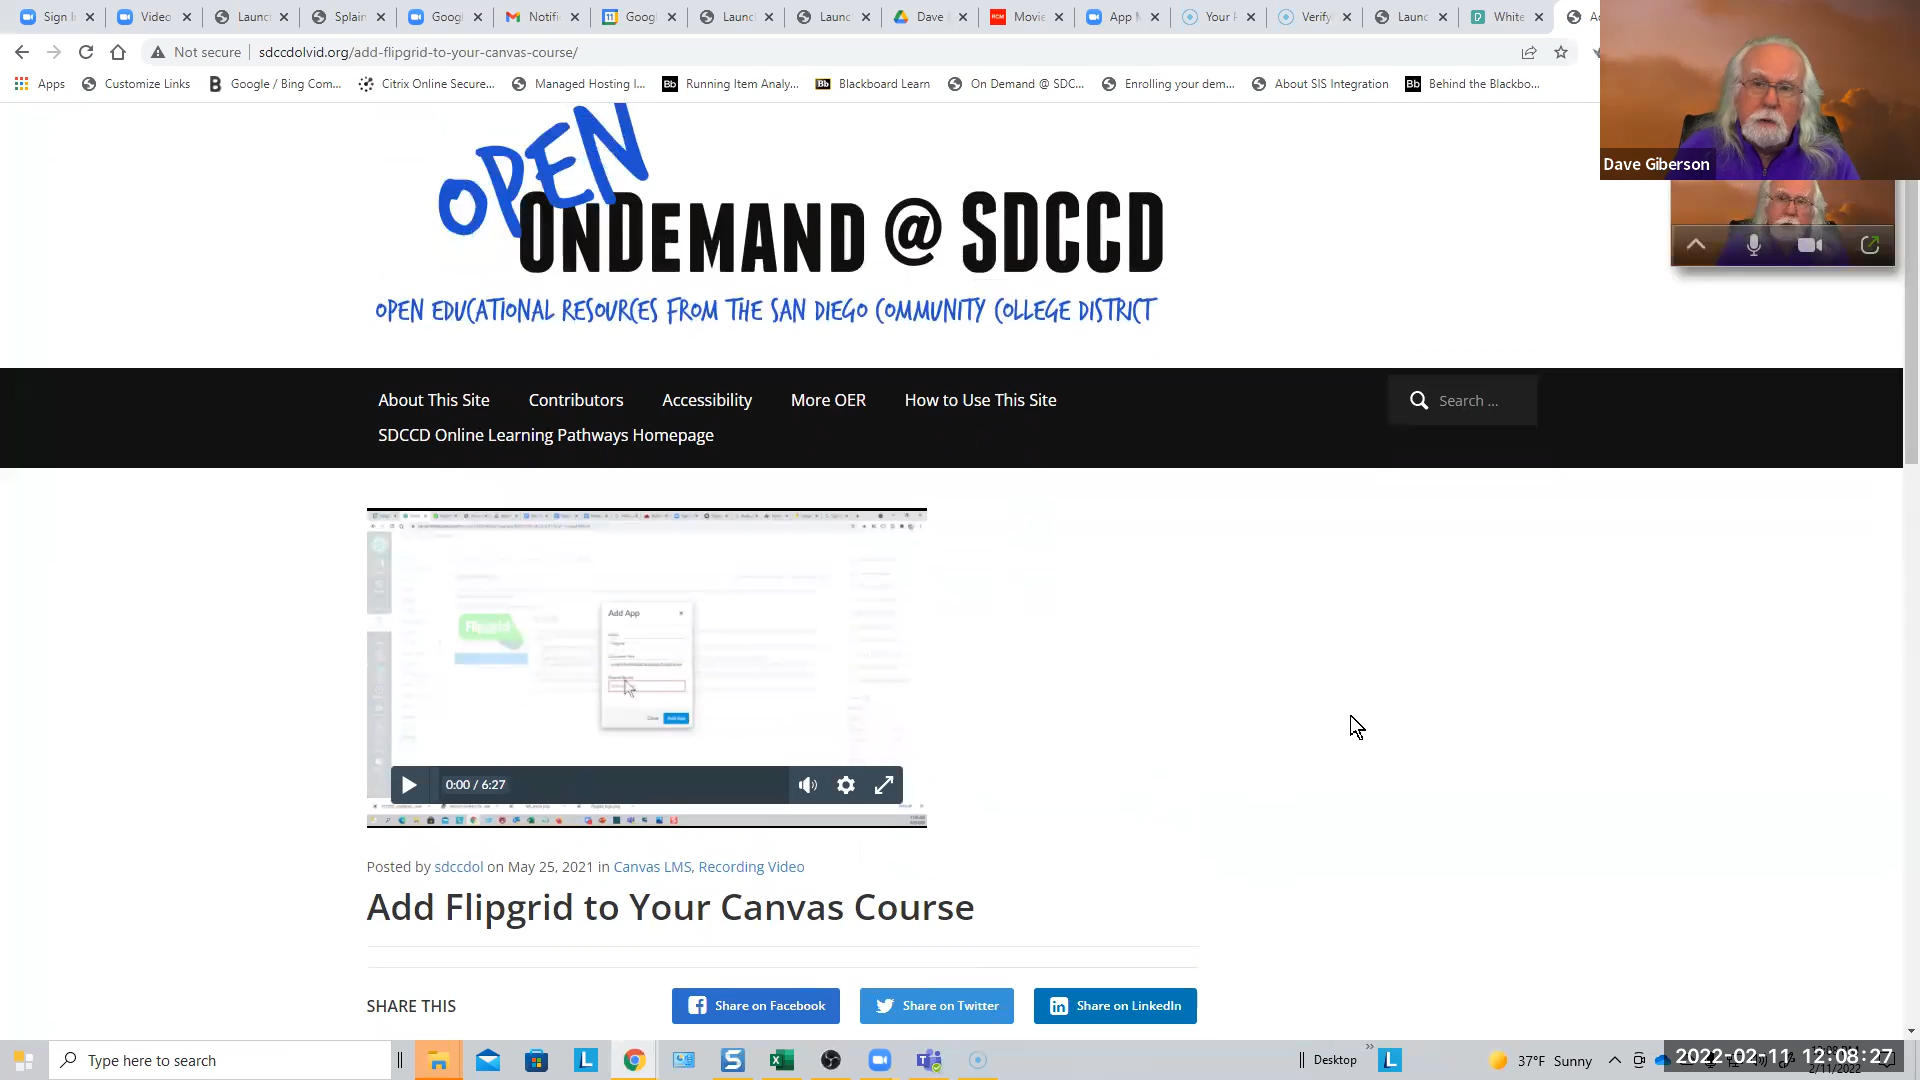 Sign I
Video
Launc
Splain
Googl
Notifi
Googl
Launc
Launc
Dave
Movie
App M
Your
Verify
Launc
White
Not secure
sdccdolvid.org/add-flipgrid-to-your-canvas-course/
Apps
Customize Links
Google / Bing Com...
Citrix Online Secure...
Managed Hosting I...
Running Item Analy...
Blackboard Learn
On Demand @ SDC...
Enrolling your dem...
About SIS Integration
Behind the Blackbo...
Dave Giberson
OPEN
ONDEMAND @ SDCCD
OPEN EDUCATIONAL RESOURCES FROM THE SAN DIEGO COMMUNITY COLLEGE DISTRICT
About This Site
Contributors
Accessibility
More OER
How to Use This Site
Search ...
SDCCD Online Learning Pathways Homepage
Flipgrid
Add App
Close
Add App
0:00 / 6:27
Posted by sdccdol on May 25, 2021 in Canvas LMS, Recording Video
Add Flipgrid to Your Canvas Course
SHARE THIS
Share on Facebook
Share on Twitter
Share on LinkedIn
Type here to search
Desktop
37°F Sunny
2022-02-11 12:08:27
2/11/2022